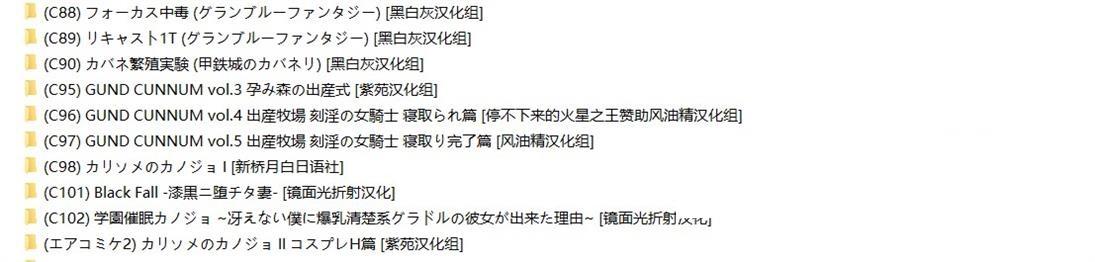 (C88) フォーカス中毒 (グランブルーファンタジー) [黑白灰汉化组]
(C89) リキャスト1T (グランブルーファンタジー) [黑白灰汉化组]
(C90) カバネ繁殖実験 (甲鉄城のカバネリ) [黑白灰汉化组]
(C95) GUND CUNNUM vol.3 孕み森の出産式 [紫苑汉化组]
(C96) GUND CUNNUM vol.4 出産牧場 刻淫の女騎士 寝取られ篇 [停不下来的火星之王赞助风油精汉化组]
(C97) GUND CUNNUM vol.5 出産牧場 刻淫の女騎士 寝取り完了篇 [风油精汉化组]
(C98) カリソメのカノジョ I [新桥月白日语社]
(C101) Black Fall -漆黒ニ堕チタ妻- [镜面光折射汉化]
(C102) 学園催眠カノジョ ~冴えない僕に爆乳清楚系グラドルの彼女が出来た理由~ [镜面光折射汉化]
(エアコミケ2) カリソメのカノジョ II コスプレH篇 [紫苑汉化组]